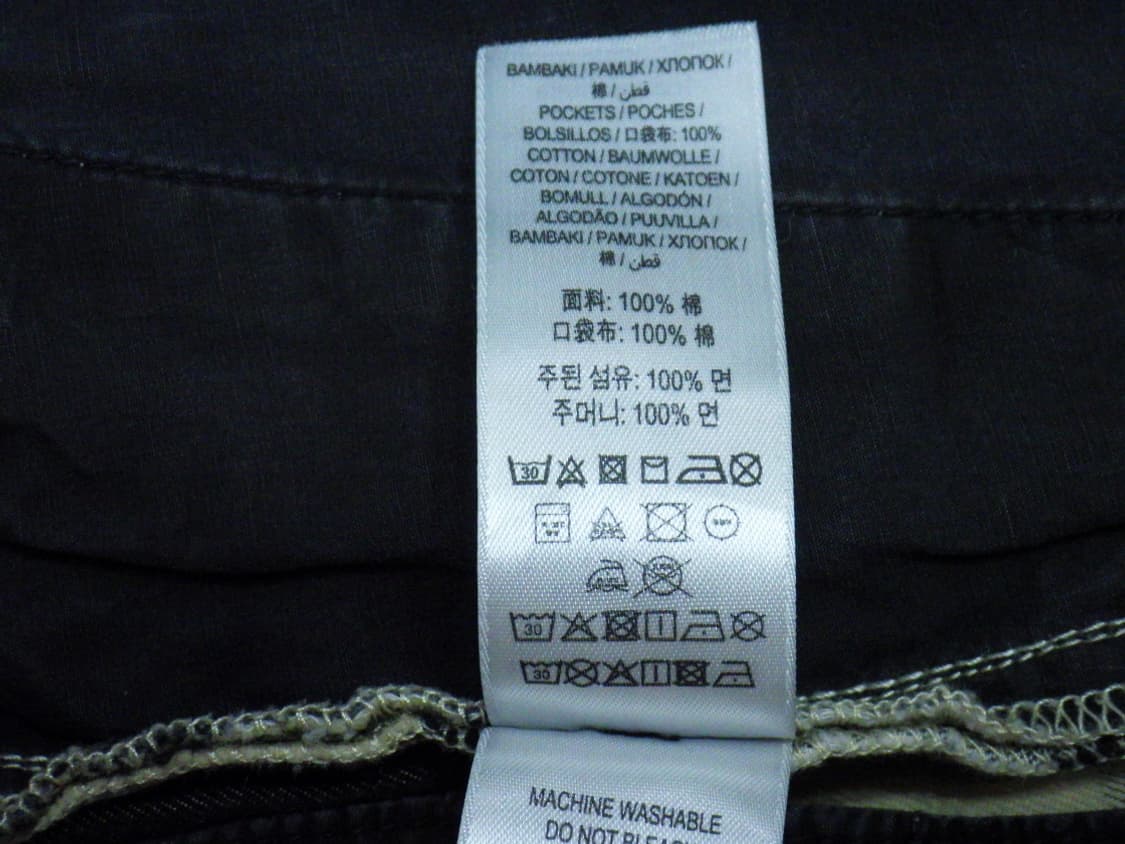 BAMBAKI / PAMUK / ХЛОПОК /
棉 / قطن
POCKETS / POCHES /
BOLSILLOS / 口袋布: 100%
COTTON / BAUMWOLLE /
COTON / COTONE / KATOEN /
BOMULL / ALGODÓN /
ALGODÃO / PUUVILLA /
BAMBAKI / PAMUK / ХЛОПОК /
棉 / قطن
面料: 100% 棉
口袋布: 100% 棉
주된 섬유: 100% 면
주머니: 100% 면
30
30
30
MACHINE WASHABLE
DO NOT